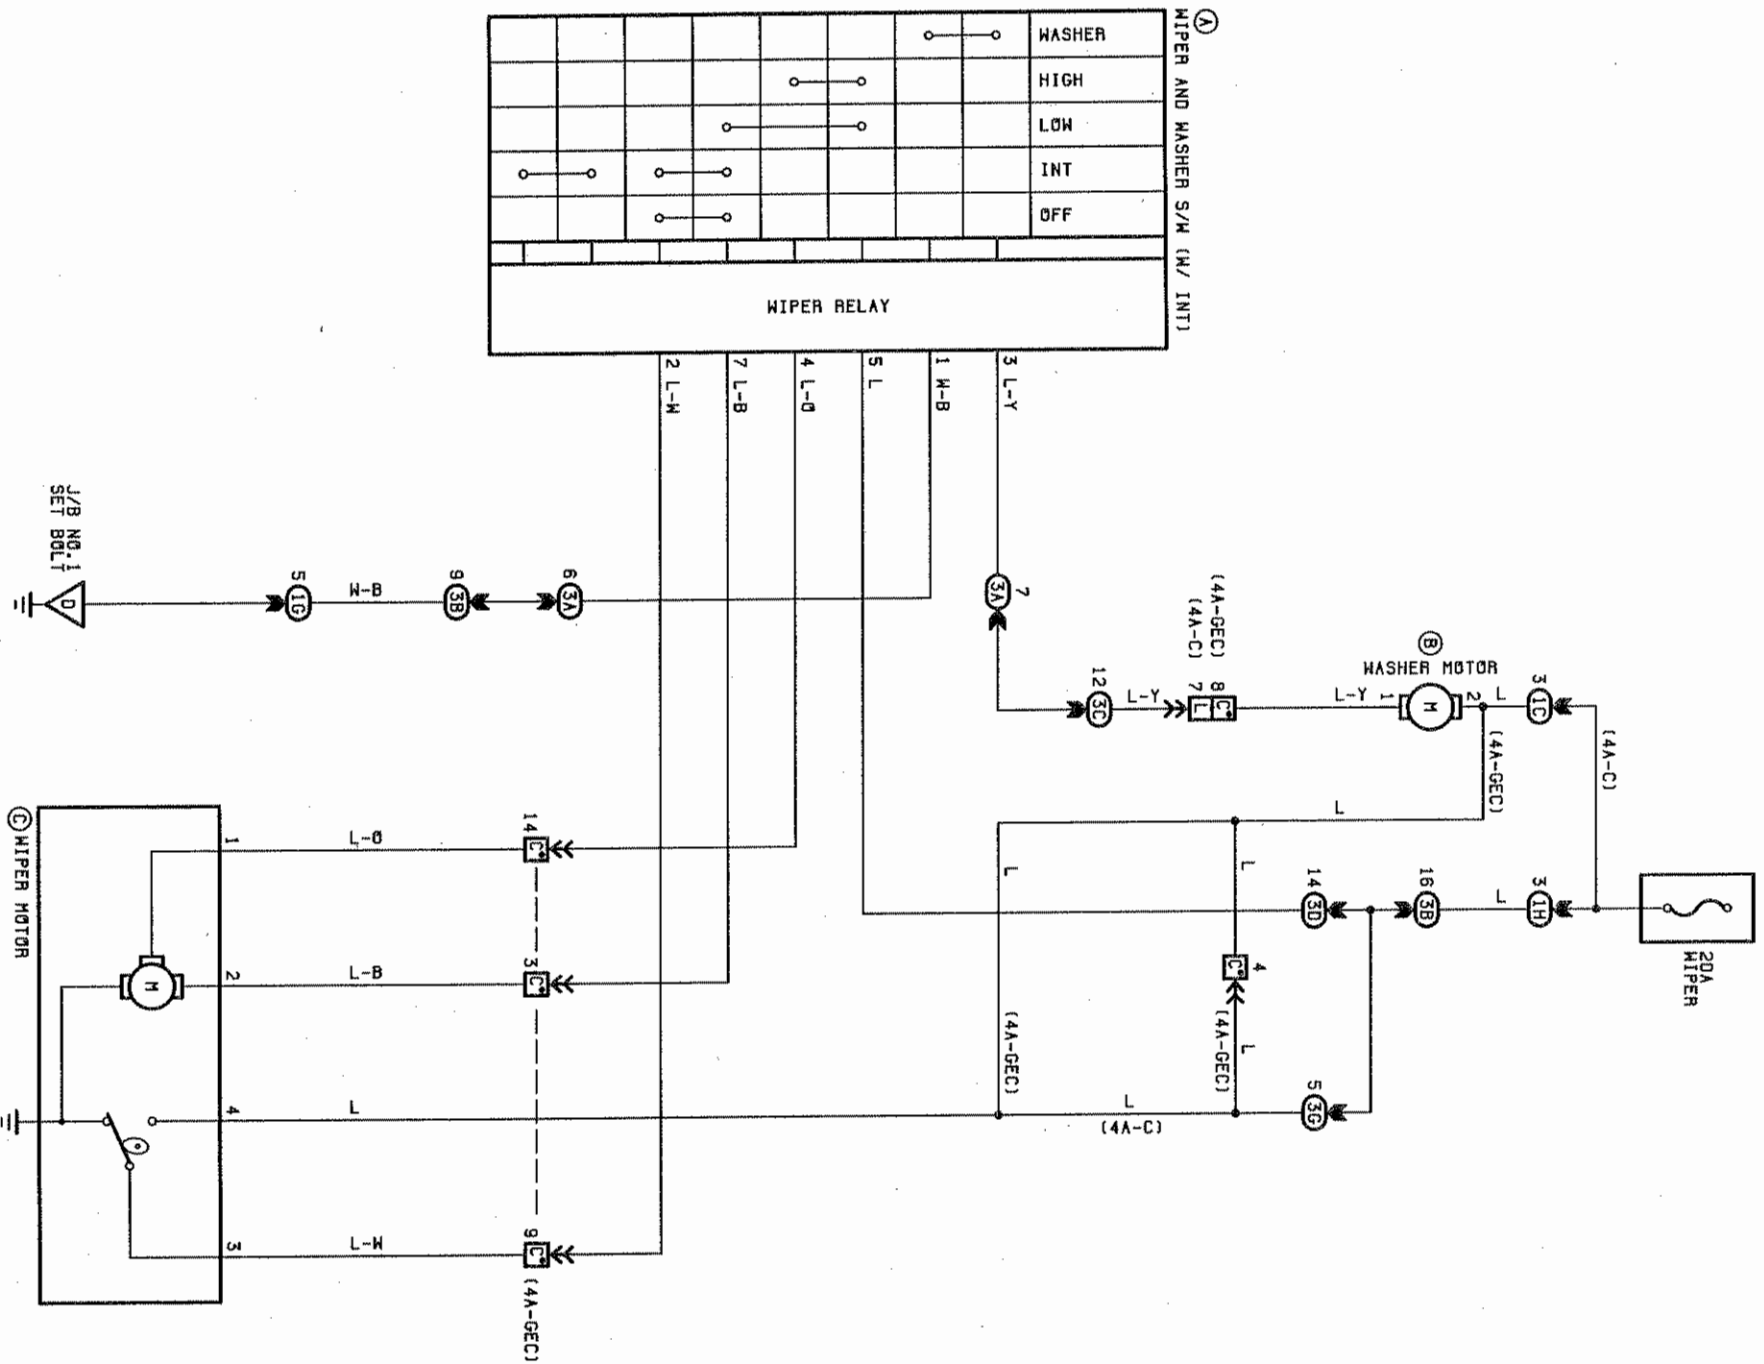 A
WIPER AND WASHER S/W (W/ INT)
WASHER
HIGH
LOW
INT
OFF
WIPER RELAY
2 L-W
7 L-B
4 L-O
5 L
1 W-B
3 L-Y
J/B NO.1
SET BOLT
D
5 1G
W-B
9 3B
6 3A
3A 7
12 3C
L-Y
(4A-GEC) 8 C
(4A-C) 7 L
L-Y
B
WASHER MOTOR
1 M 2
L
3 1C
(4A-C)
(4A-GEC)
L
L
L
14 3D
16 3B
L
3 1H
20A
WIPER
C 4
(4A-GEC)
L
(4A-GEC)
L
(4A-C)
5 3G
C WIPER MOTOR
1
L-O
14 C
M
2
L-B
3 C
4
L
3
L-W
9 C (4A-GEC)